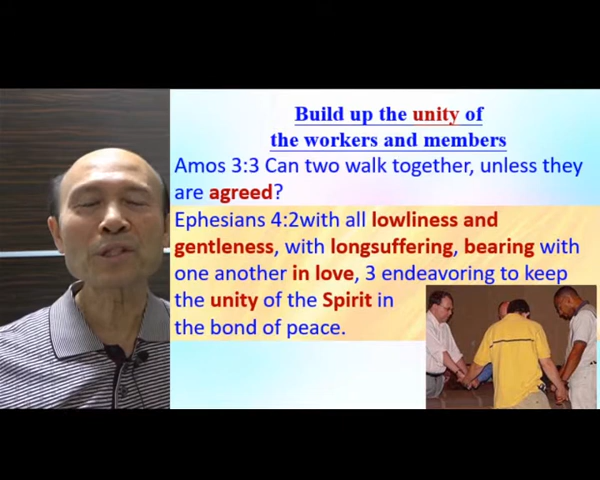 Build up the unity of
the workers and members
Amos 3:3 Can two walk together, unless they
are agreed?
Ephesians 4:2with all lowliness and
gentleness, with longsuffering, bearing with
one another in love, 3 endeavoring to keep
the unity of the Spirit in
the bond of peace.